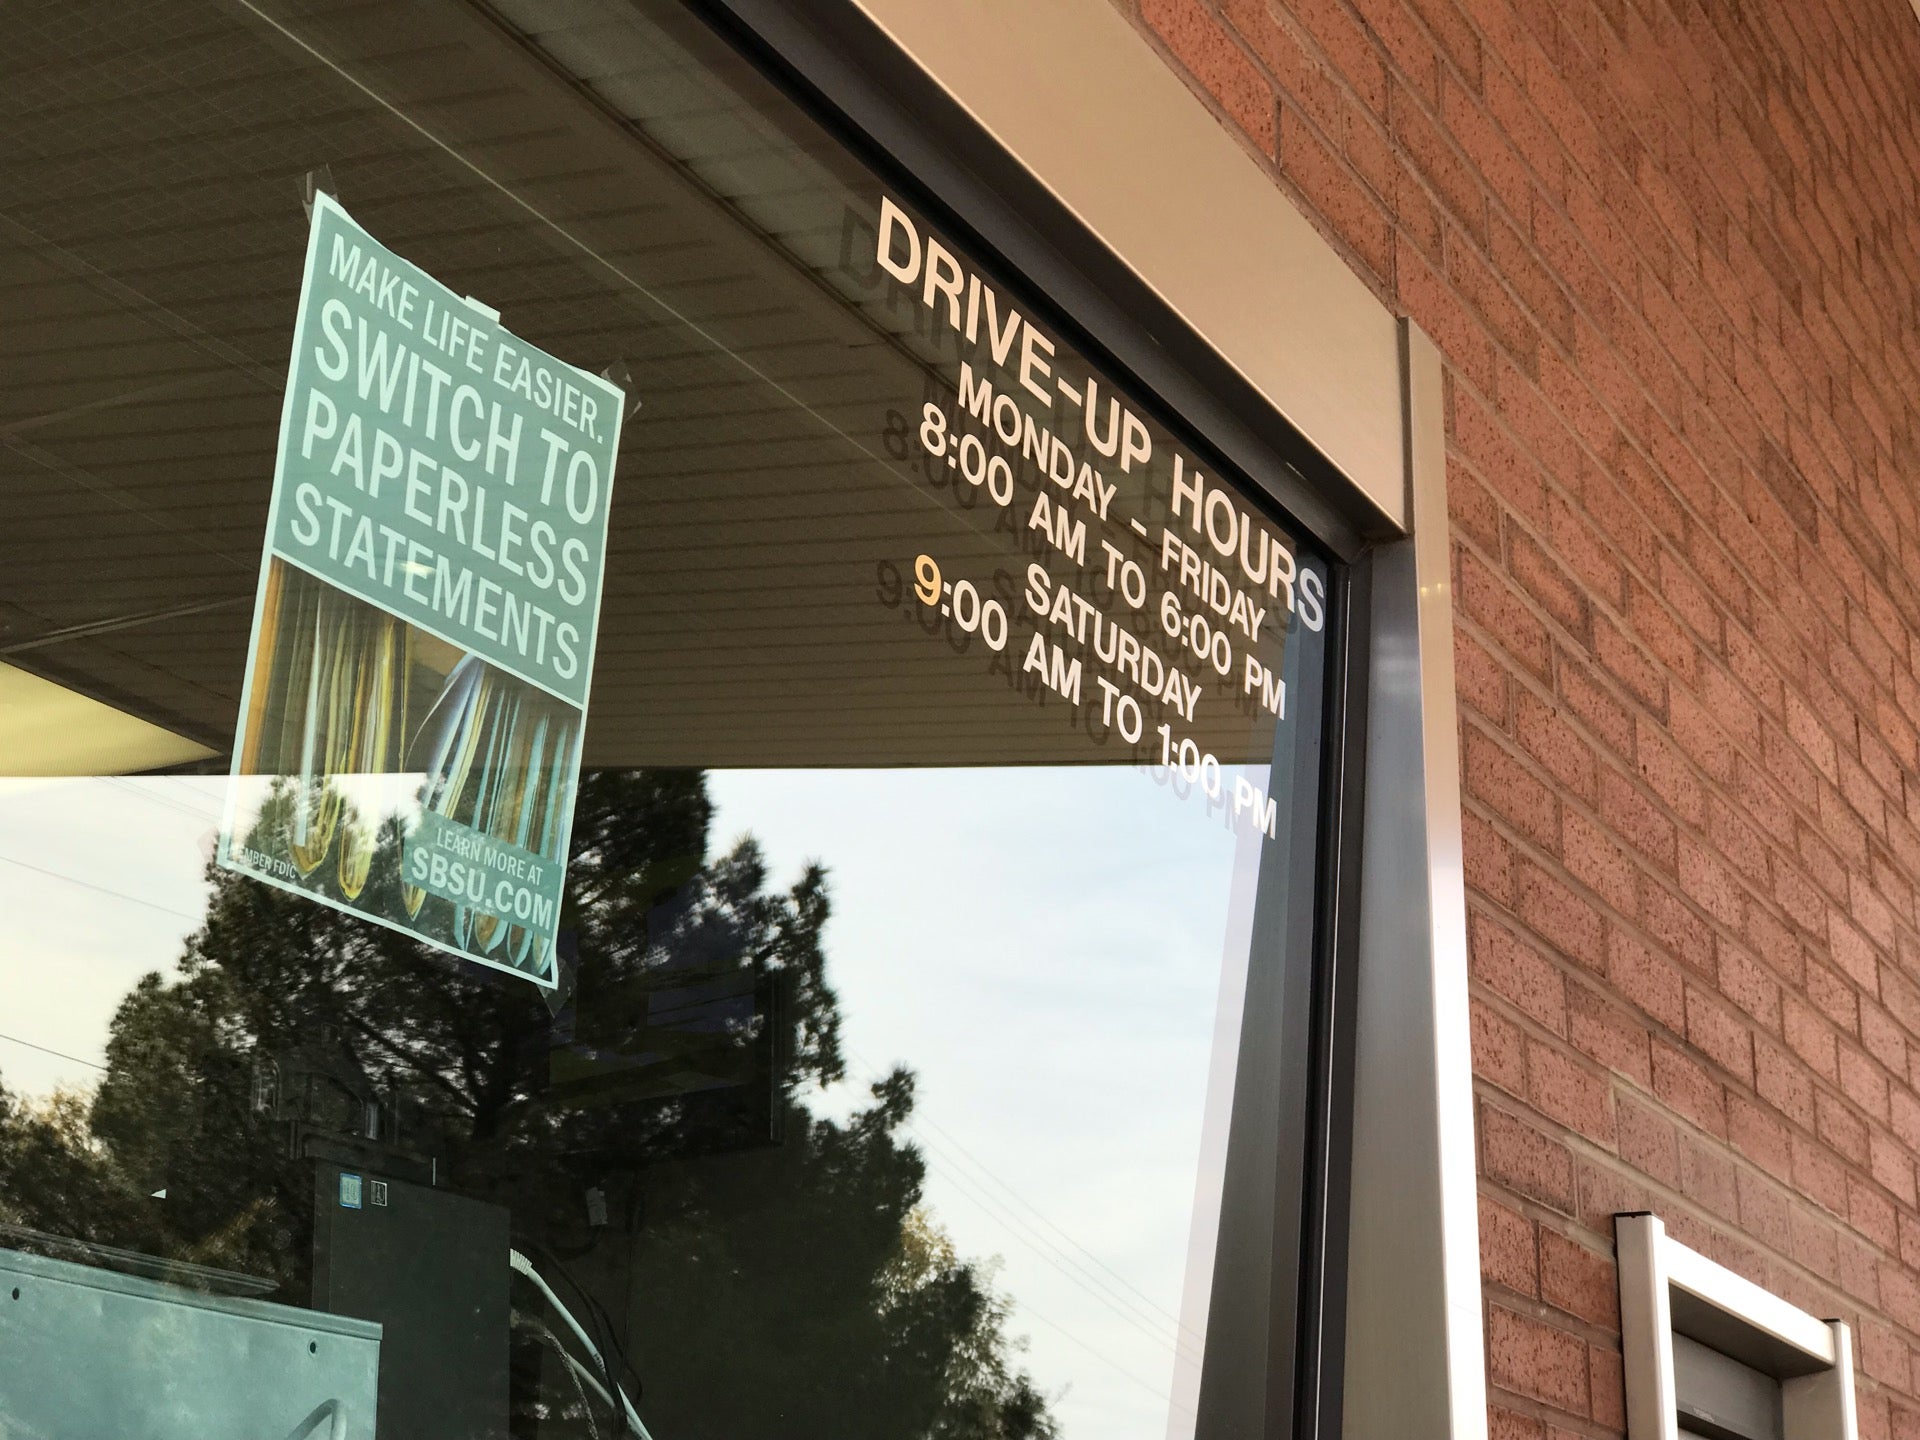 MAKE LIFE EASIER.
SWITCH TO
PAPERLESS
STATEMENTS
LEARN MORE AT
SBSU.COM
MEMBER FDIC
DRIVE-UP HOURS
MONDAY - FRIDAY
8:00 AM TO 6:00 PM
SATURDAY
9:00 AM TO 1:00 PM